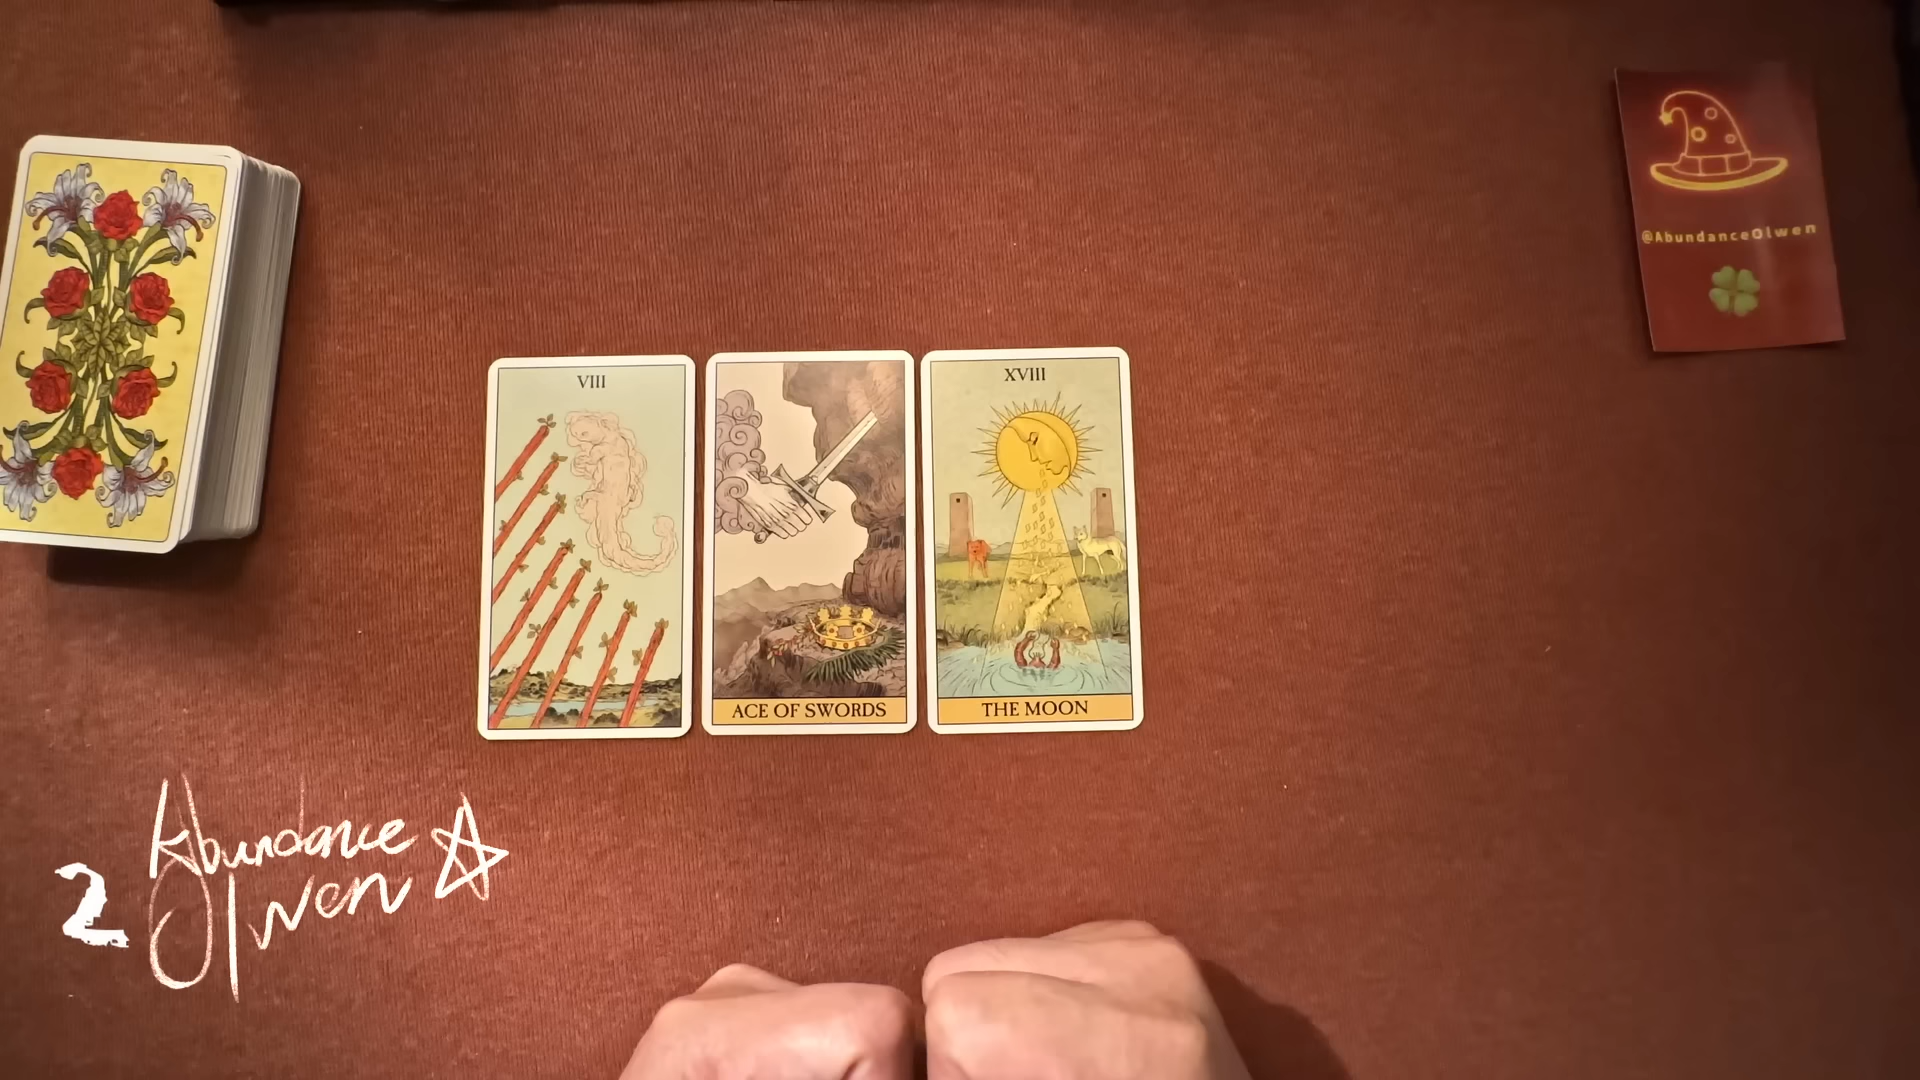 @AbundanceOlwen
VIII
XVIII
ACE OF SWORDS
THE MOON
Abundance
2 Olwen